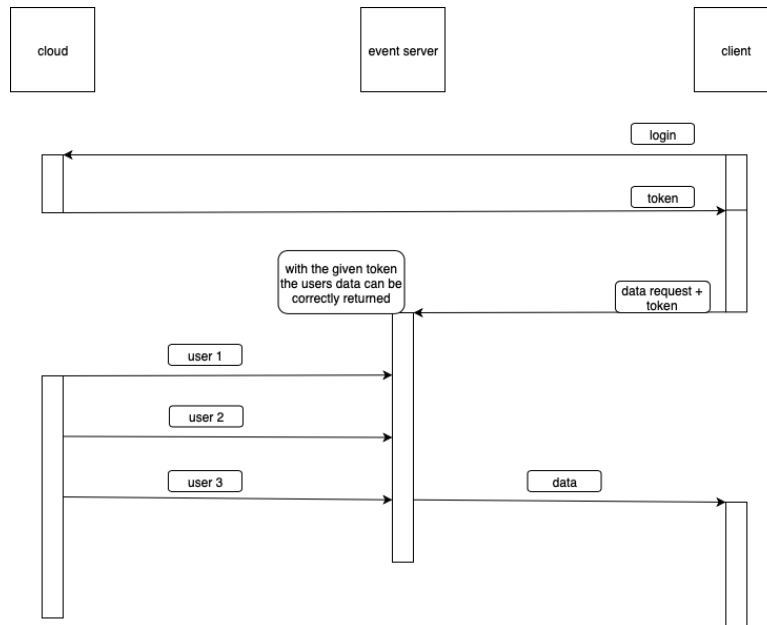 cloud
event server
client
login
token
with the given token
the users data can be
correctly returned
data request +
token
user 1
user 2
user 3
data